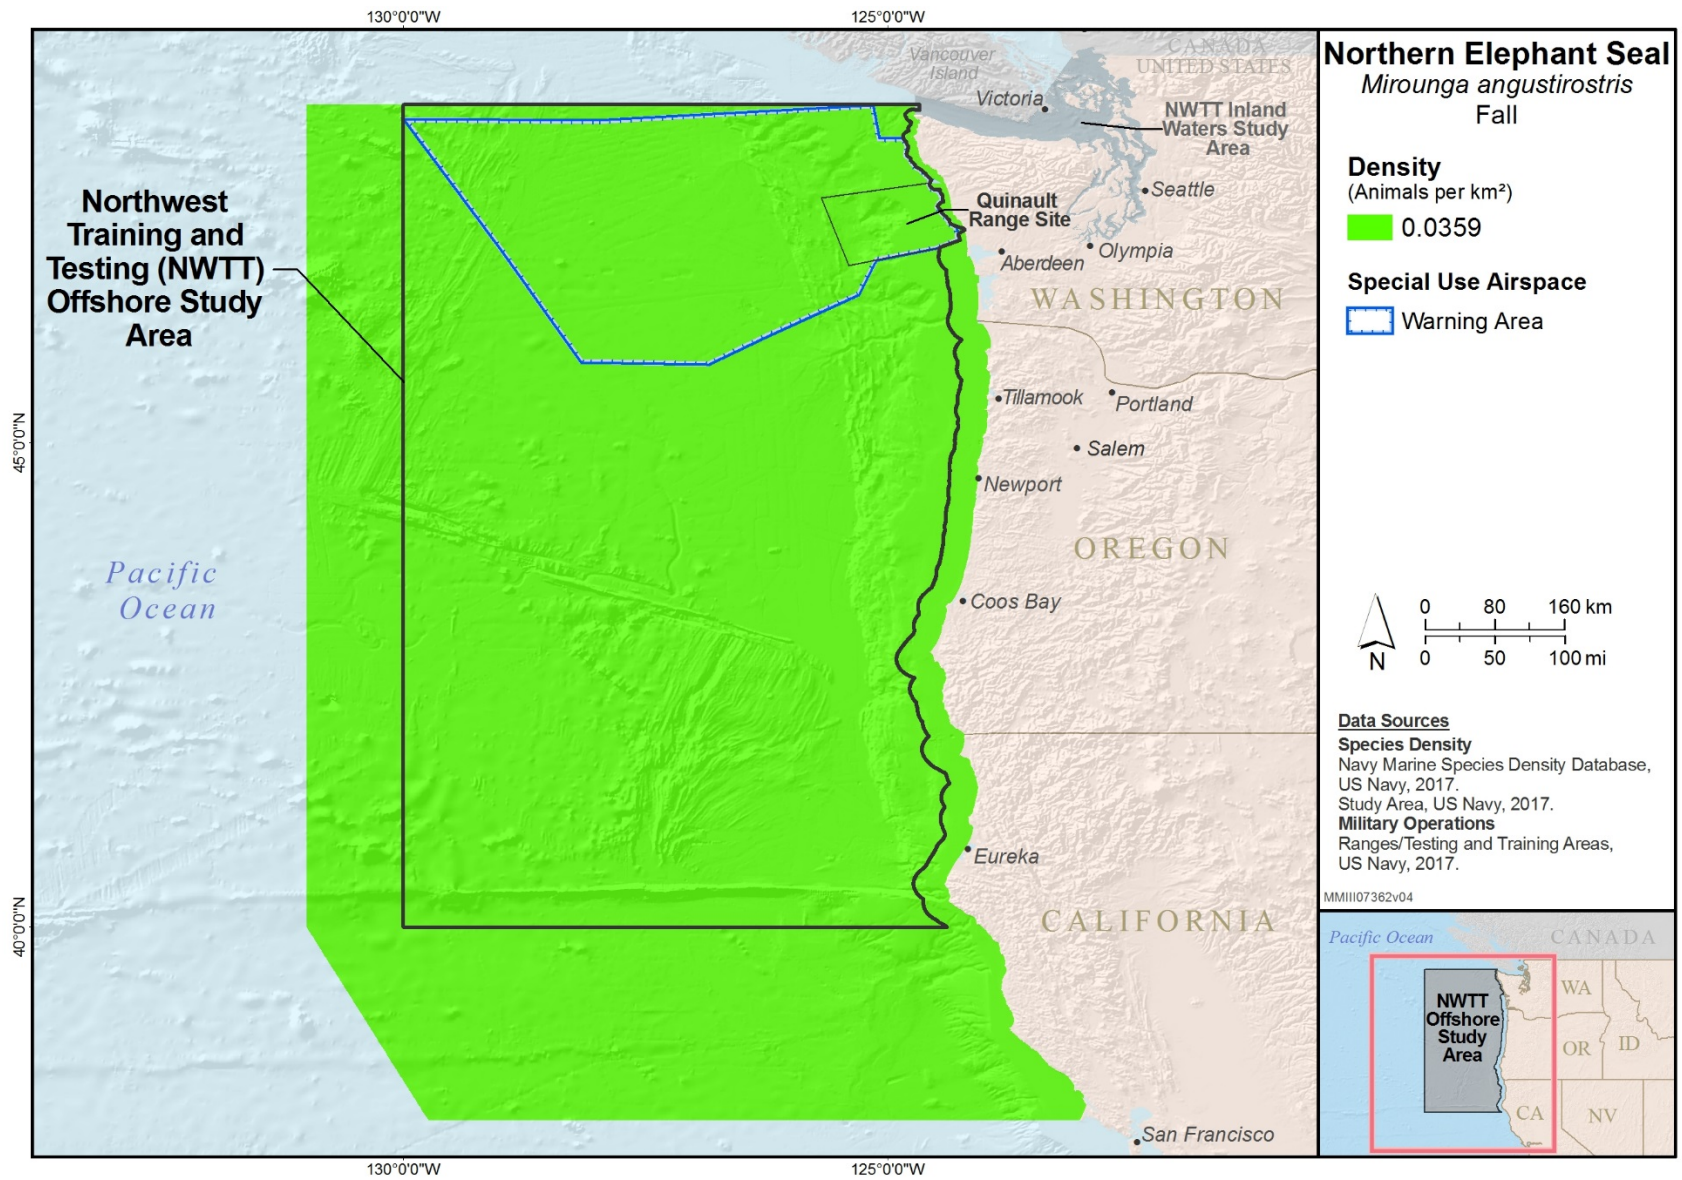 130°0'0"W
125°0'0"W
Vancouver
Island
CANADA
UNITED STATES
Victoria
NWTT Inland
Waters Study
Area
Seattle
Northwest
Training and
Testing (NWTT)
Offshore Study
Area
Quinault
Range Site
Aberdeen
Olympia
WASHINGTON
Tillamook
Portland
45°0'0"N
Salem
Newport
OREGON
Pacific
Ocean
Coos Bay
Eureka
40°0'0"N
CALIFORNIA
San Francisco
130°0'0"W
125°0'0"W
Northern Elephant Seal
Mirounga angustirostris
Fall
Density
(Animals per km²)
0.0359
Special Use Airspace
Warning Area
0 80 160 km
N
0 50 100 mi
Data Sources
Species Density
Navy Marine Species Density Database,
US Navy, 2017.
Study Area, US Navy, 2017.
Military Operations
Ranges/Testing and Training Areas,
US Navy, 2017.
MMIII07362v04
Pacific Ocean
CANADA
NWTT
Offshore
Study
Area
WA
OR
ID
CA
NV